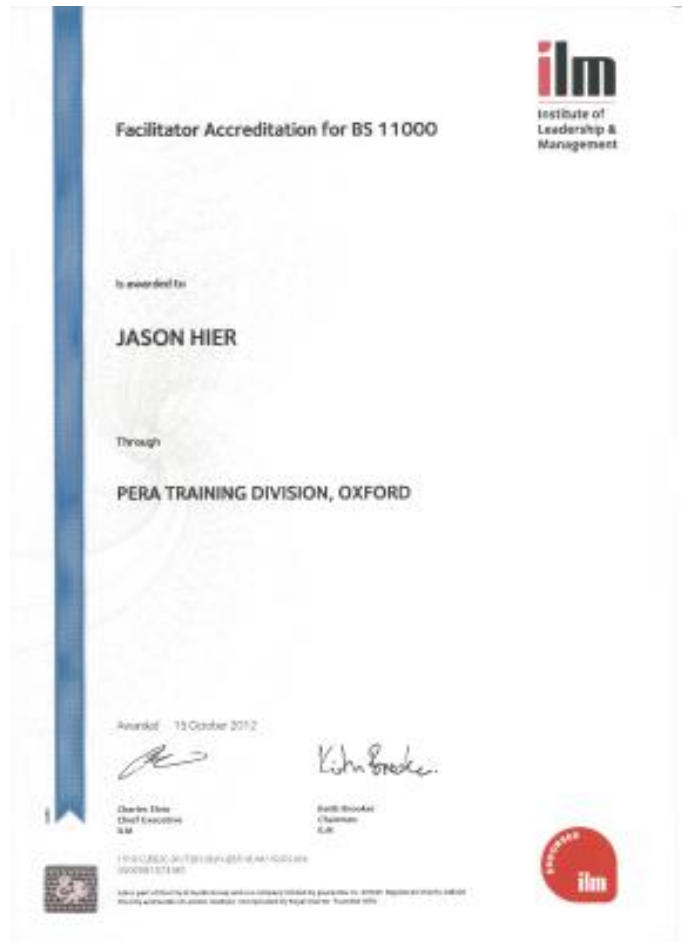 ilm
Institute of
Leadership &
Management
Facilitator Accreditation for BS 11000
is awarded to
JASON HIER
Through
PERA TRAINING DIVISION, OXFORD
Awarded 15 October 2012
Charles Elvin
Chief Executive
ILM
Keith Brooker
Chairman
ILM
ENDORSED
ilm